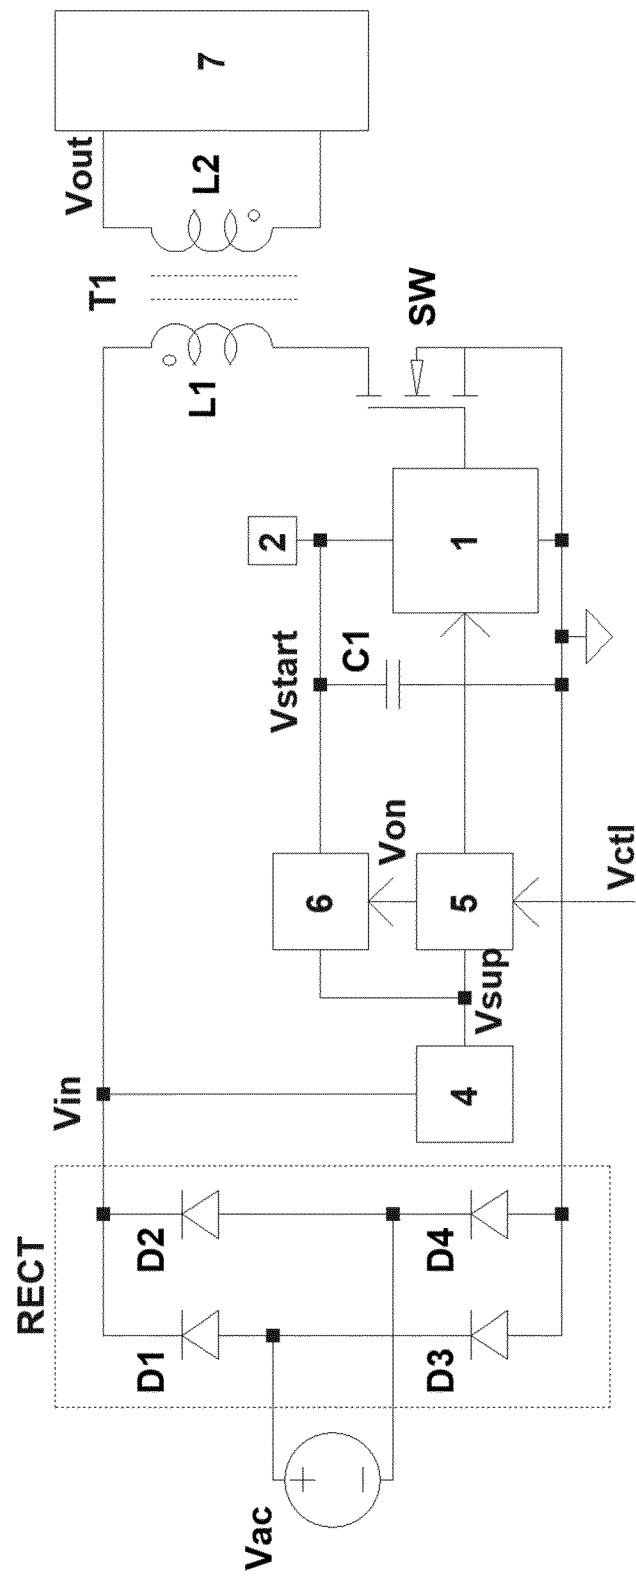 Vac
RECT
D1
D2
D3
D4
Vin
4
Vsup
5
6
Von
Vctl
Vstart
C1
2
1
SW
L1
T1
L2
Vout
7